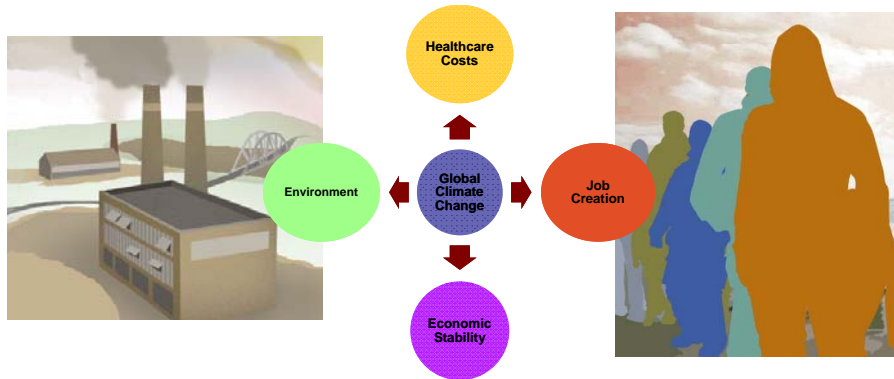 Healthcare
Costs
Environment
Global
Climate
Change
Job
Creation
Economic
Stability